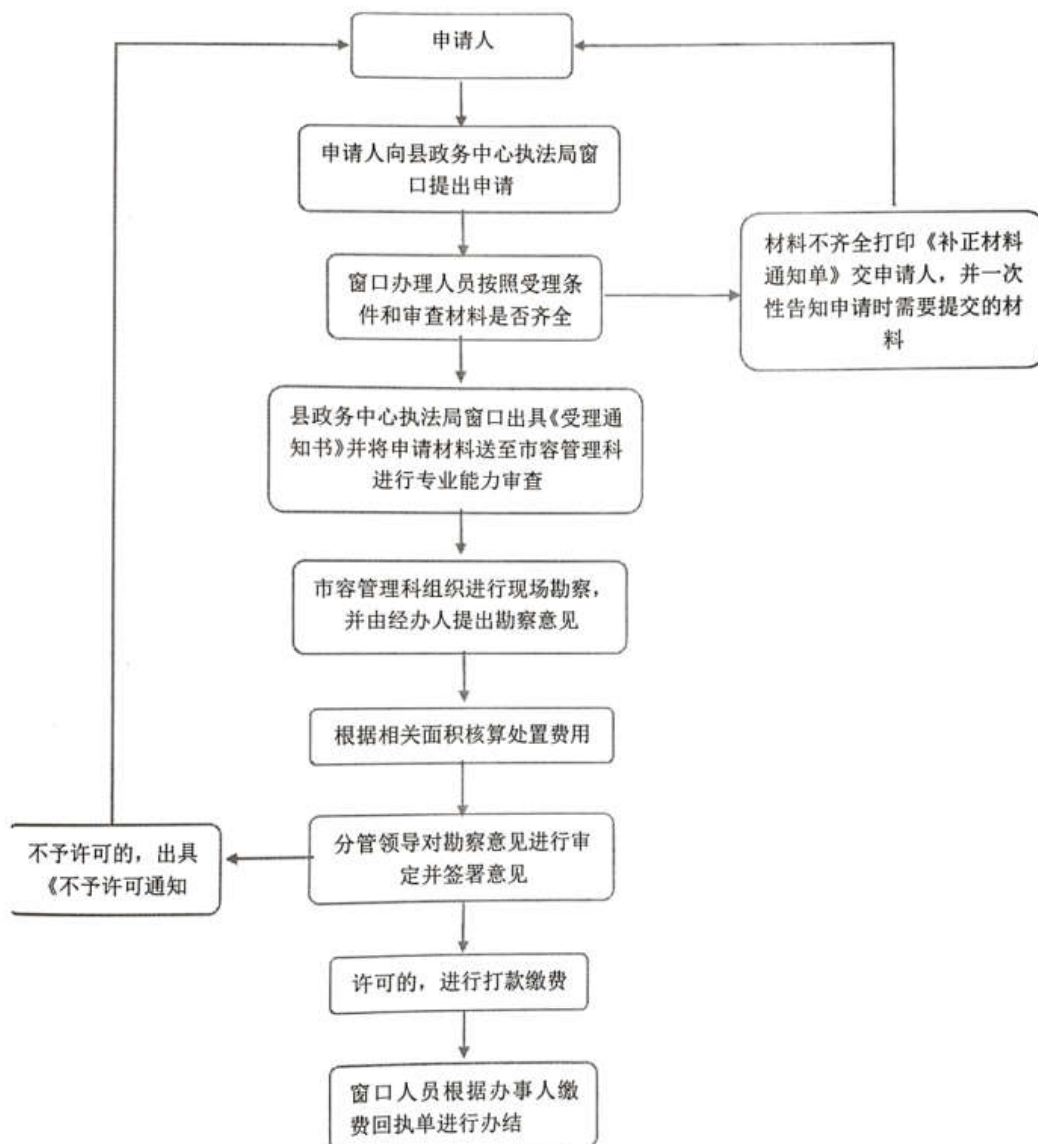 申请人
申请人向县政务中心执法局窗
口提出申请
窗口办理人员按照受理条
件和审查材料是否齐全
材料不齐全打印《补正材料
通知单》交申请人，并一次
性告知申请时需要提交的材
料
县政务中心执法局窗口出具《受理通
知书》并将申请材料送至市容管理科
进行专业能力审查
市容管理科组织进行现场勘察，
并由经办人提出勘察意见
根据相关面积核算处置费用
分管领导对勘察意见进行审
定并签署意见
不予许可的，出具
《不予许可通知
许可的，进行打款缴费
窗口人员根据办事人缴
费回执单进行办结